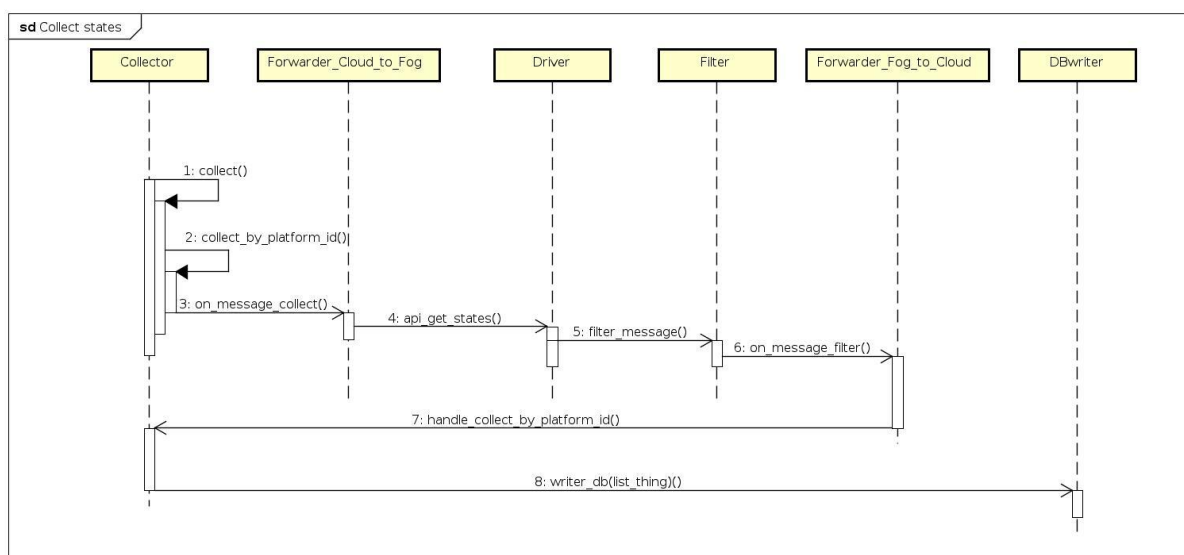 sd Collect states
Collector
Forwarder_Cloud_to_Fog
Driver
Filter
Forwarder_Fog_to_Cloud
DBwriter
1: collect()
2: collect_by_platform_id()
3: on_message_collect()
4: api_get_states()
5: filter_message()
6: on_message_filter()
7: handle_collect_by_platform_id()
8: writer_db(list_thing)()